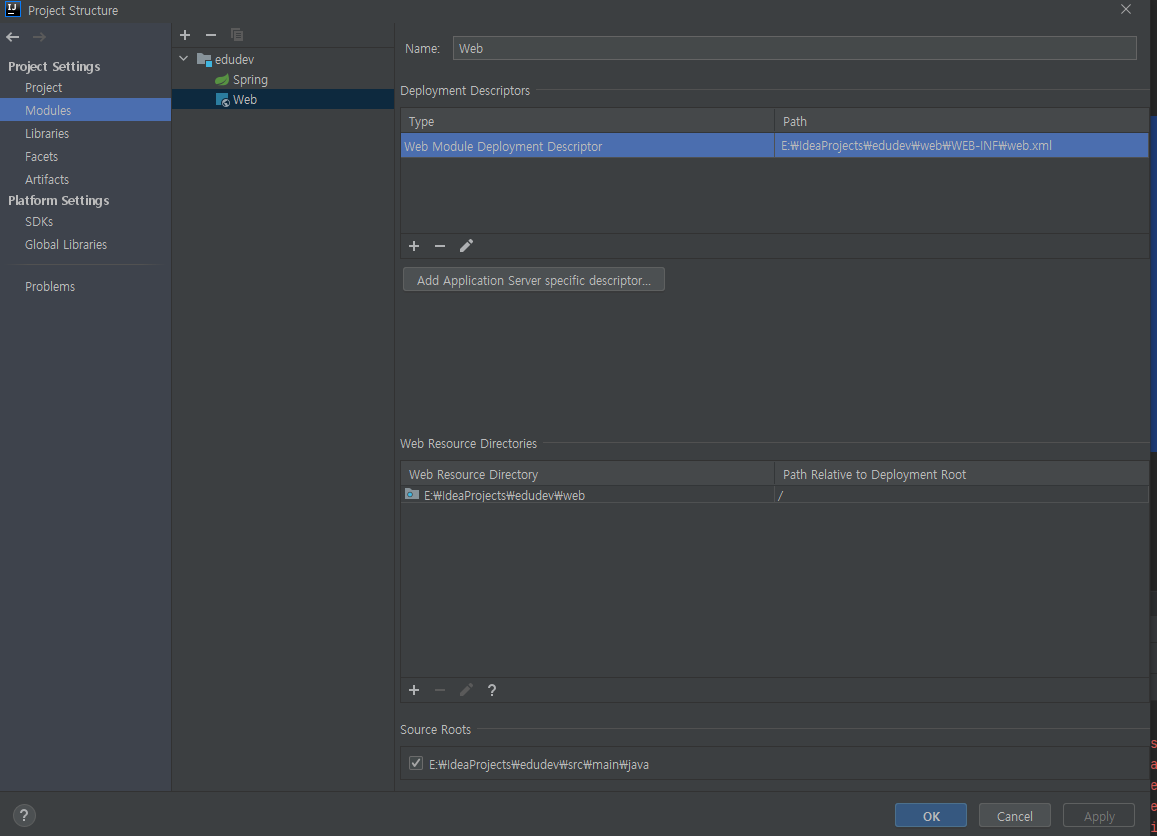 Project Structure
Project Settings
Project
Modules
Libraries
Facets
Artifacts
Platform Settings
SDKs
Global Libraries
Problems
edudev
Spring
Web
Name: Web
Deployment Descriptors
Type Path
Web Module Deployment Descriptor E:₩IdeaProjects₩edudev₩web₩WEB-INF₩web.xml
Add Application Server specific descriptor...
Web Resource Directories
Web Resource Directory Path Relative to Deployment Root
E:₩IdeaProjects₩edudev₩web /
?
Source Roots
E:₩IdeaProjects₩edudev₩src₩main₩java
? OK Cancel Apply